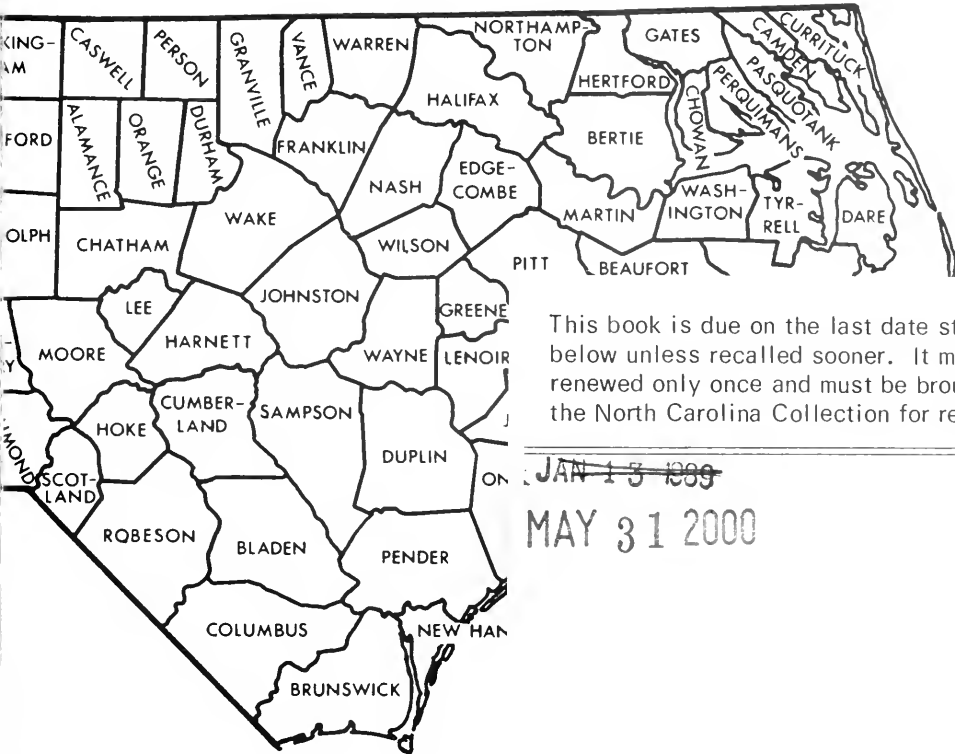 KING-
AM
CASWELL
PERSON
GRANVILLE
VANCE
WARREN
NORTHAMP-
TON
GATES
CAMDEN
CURRITUCK
HERTFORD
PASQUOTANK
PERQUIMANS
CHOWAN
HALIFAX
BERTIE
FORD
ALAMANCE
ORANGE
DURHAM
FRANKLIN
NASH
EDGE-
COMBE
MARTIN
WASH-
INGTON
TYR-
RELL
DARE
OLPH
CHATHAM
WAKE
WILSON
PITT
BEAUFORT
LEE
JOHNSTON
GREENE
Y
MOORE
HARNETT
WAYNE
LENOIR
J
HOKE
CUMBER-
LAND
SAMPSON
DUPLIN
ON
MOND
SCOT-
LAND
ROBESON
BLADEN
PENDER
COLUMBUS
NEW HAN
BRUNSWICK
This book is due on the last date st
below unless recalled sooner. It m
renewed only once and must be brou
the North Carolina Collection for re
JAN 13 1989
MAY 31 2000